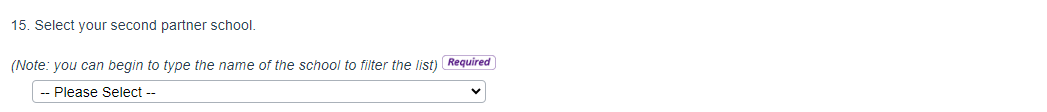 15. Select your second partner school.
(Note: you can begin to type the name of the school to filter the list) Required
-- Please Select --